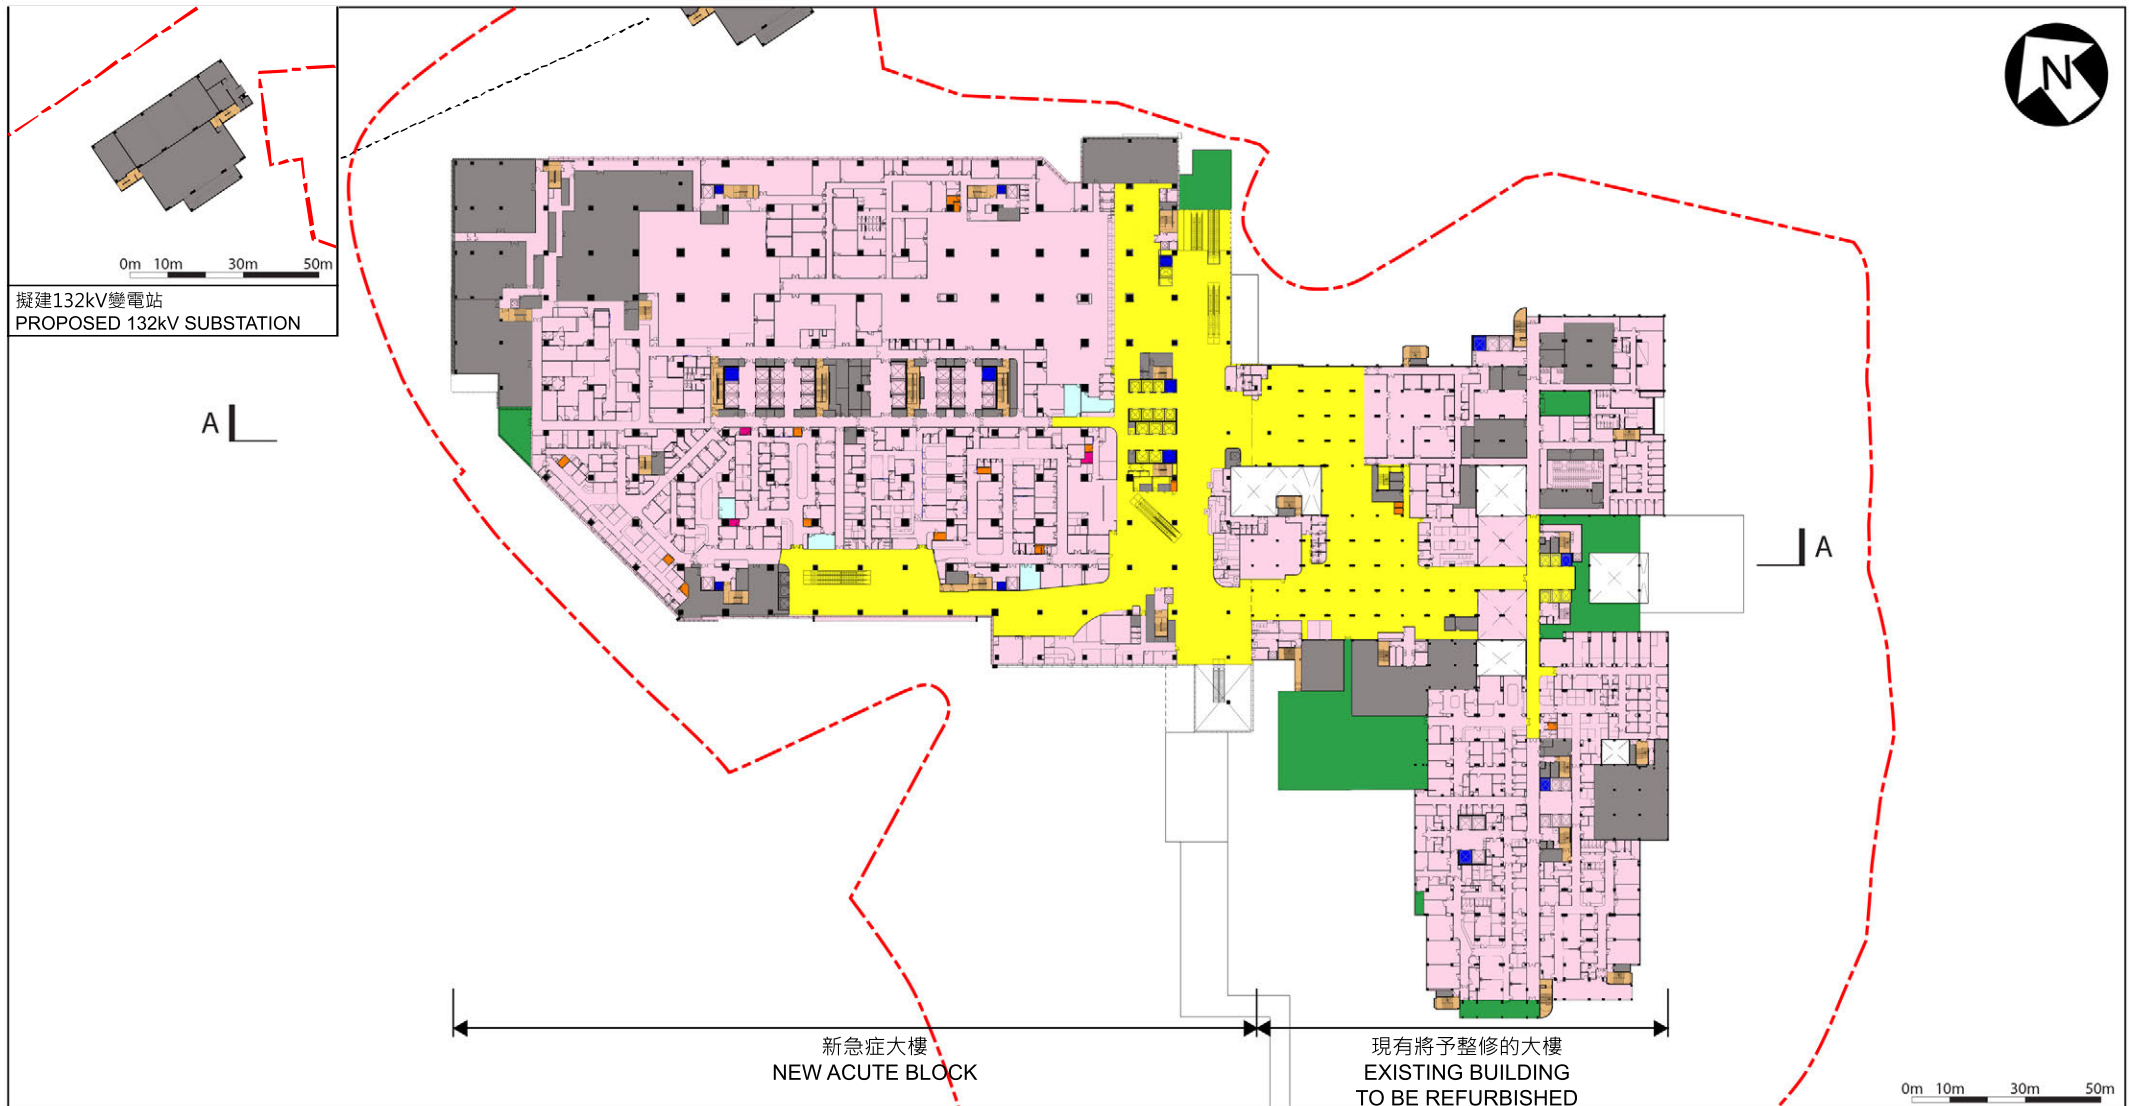 N
0m 10m 30m 50m
擬建132kV變電站
PROPOSED 132kV SUBSTATION
A
A
新急症大樓
NEW ACUTE BLOCK
現有將予整修的大樓
EXISTING BUILDING
TO BE REFURBISHED
0m 10m 30m 50m